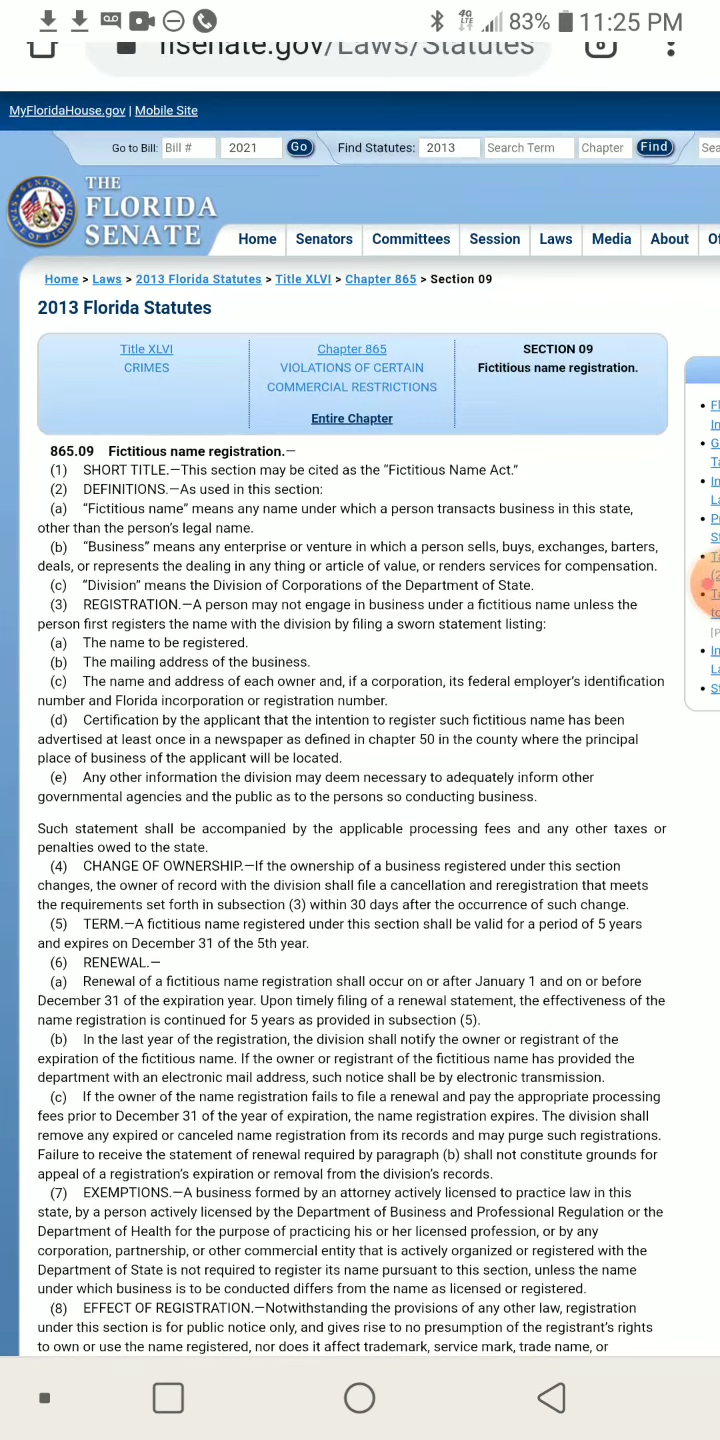 83% 11:25 PM
flsenate.gov/Laws/Statutes
MyFloridaHouse.gov | Mobile Site
Go to Bill: Bill # 2021 Go Find Statutes: 2013 Search Term Chapter Find Sea
THE
FLORIDA
SENATE
Home Senators Committees Session Laws Media About Of
Home > Laws > 2013 Florida Statutes > Title XLVI > Chapter 865 > Section 09
2013 Florida Statutes
Title XLVI Chapter 865 SECTION 09
CRIMES VIOLATIONS OF CERTAIN Fictitious name registration.
COMMERCIAL RESTRICTIONS
Entire Chapter
865.09 Fictitious name registration.—
(1) SHORT TITLE.—This section may be cited as the “Fictitious Name Act.”
(2) DEFINITIONS.—As used in this section:
(a) “Fictitious name” means any name under which a person transacts business in this state,
other than the person’s legal name.
(b) “Business” means any enterprise or venture in which a person sells, buys, exchanges, barters,
deals, or represents the dealing in any thing or article of value, or renders services for compensation.
(c) “Division” means the Division of Corporations of the Department of State.
(3) REGISTRATION.—A person may not engage in business under a fictitious name unless the
person first registers the name with the division by filing a sworn statement listing:
(a) The name to be registered.
(b) The mailing address of the business.
(c) The name and address of each owner and, if a corporation, its federal employer’s identification
number and Florida incorporation or registration number.
(d) Certification by the applicant that the intention to register such fictitious name has been
advertised at least once in a newspaper as defined in chapter 50 in the county where the principal
place of business of the applicant will be located.
(e) Any other information the division may deem necessary to adequately inform other
governmental agencies and the public as to the persons so conducting business.
Such statement shall be accompanied by the applicable processing fees and any other taxes or
penalties owed to the state.
(4) CHANGE OF OWNERSHIP.—If the ownership of a business registered under this section
changes, the owner of record with the division shall file a cancellation and reregistration that meets
the requirements set forth in subsection (3) within 30 days after the occurrence of such change.
(5) TERM.—A fictitious name registered under this section shall be valid for a period of 5 years
and expires on December 31 of the 5th year.
(6) RENEWAL.—
(a) Renewal of a fictitious name registration shall occur on or after January 1 and on or before
December 31 of the expiration year. Upon timely filing of a renewal statement, the effectiveness of the
name registration is continued for 5 years as provided in subsection (5).
(b) In the last year of the registration, the division shall notify the owner or registrant of the
expiration of the fictitious name. If the owner or registrant of the fictitious name has provided the
department with an electronic mail address, such notice shall be by electronic transmission.
(c) If the owner of the name registration fails to file a renewal and pay the appropriate processing
fees prior to December 31 of the year of expiration, the name registration expires. The division shall
remove any expired or canceled name registration from its records and may purge such registrations.
Failure to receive the statement of renewal required by paragraph (b) shall not constitute grounds for
appeal of a registration’s expiration or removal from the division’s records.
(7) EXEMPTIONS.—A business formed by an attorney actively licensed to practice law in this
state, by a person actively licensed by the Department of Business and Professional Regulation or the
Department of Health for the purpose of practicing his or her licensed profession, or by any
corporation, partnership, or other commercial entity that is actively organized or registered with the
Department of State is not required to register its name pursuant to this section, unless the name
under which business is to be conducted differs from the name as licensed or registered.
(8) EFFECT OF REGISTRATION.—Notwithstanding the provisions of any other law, registration
under this section is for public notice only, and gives rise to no presumption of the registrant’s rights
to own or use the name registered, nor does it affect trademark, service mark, trade name, or